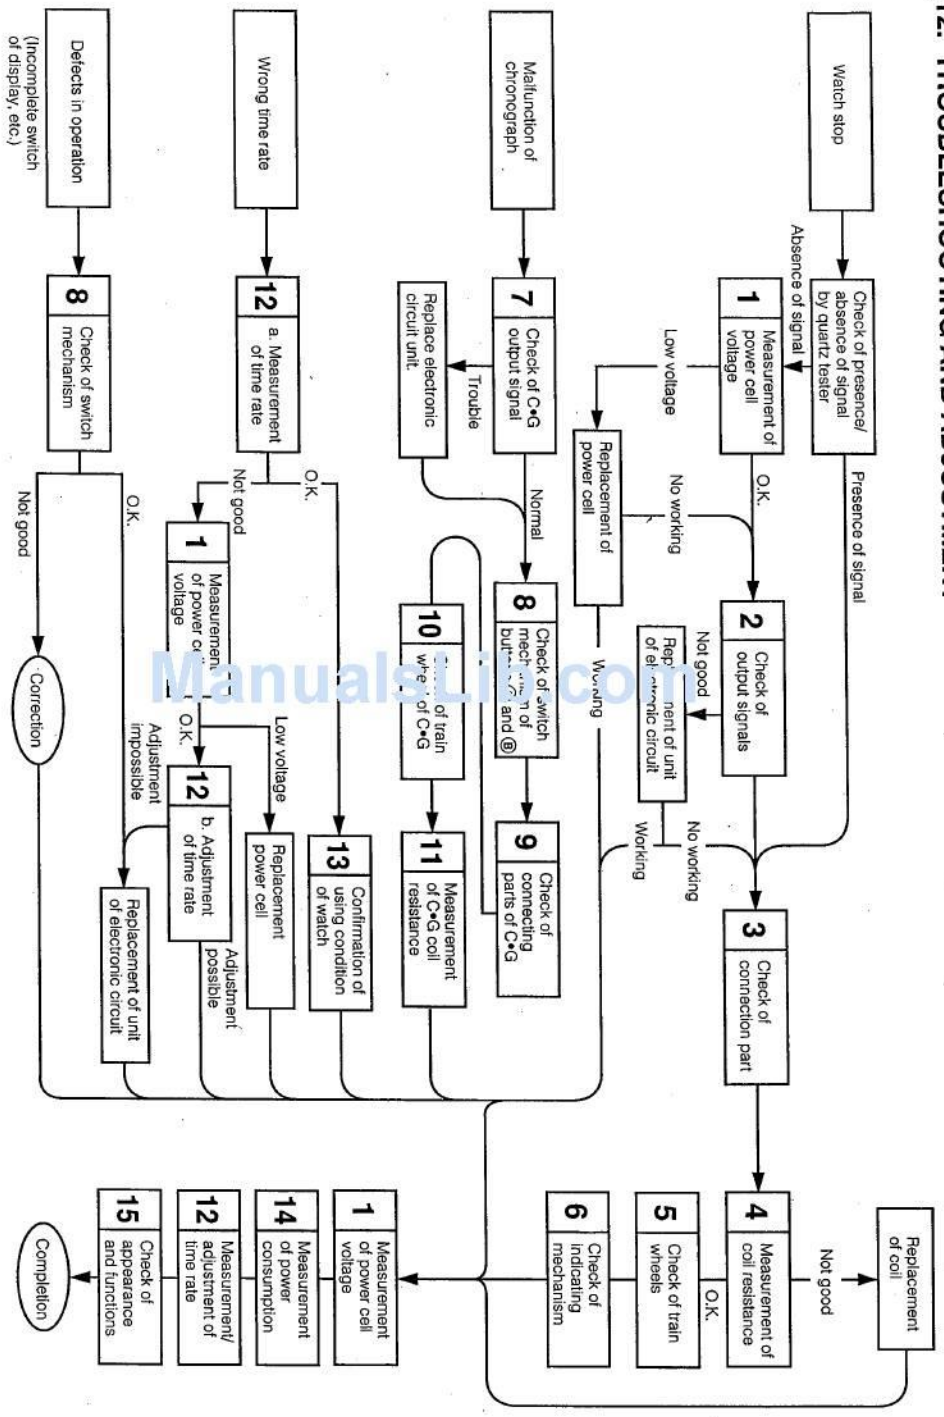 Watch stop
Check of presence/
absence of signal
by quartz tester
Absence of signal
Presence of signal
1
Measurement of
power cell
voltage
O.K.
Low voltage
Replacement of
power cell
No working
Working
2
Check of
output signals
Not good
of electronic circuit
No working
Working
3
Check of
connection part
4
Measurement of
coil resistance
Not good
Replacement
of coil
O.K.
5
Check of train
wheels
6
Check of
indicating
mechanism
Malfunction of
chronograph
7
Check of C•G
output signal
Trouble
Replace electronic
circuit unit.
Normal
8
Check of switch
of
and Ⓑ
9
Check of
connecting
parts of C•G
10
of train
of C•G
11
Measurement
of C•G coil
resistance
Wrong time rate
12
a. Measurement
of time rate
O.K.
Not good
13
Confirmation of
using condition
of watch
1
Measurement
of power cell
voltage
Low voltage
Replacement
power cell
O.K.
12
b. Adjustment
of time rate
Adjustment
possible
Adjustment
impossible
Replacement of unit
of electronic circuit
Defects in operation
(Incomplete switch
of display, etc.)
8
Check of switch
mechanism
O.K.
Not good
Correction
1
Measurement
of power cell
voltage
14
Measurement
of power
consumption
12
Measurement/
adjustment of
time rate
15
Check of
appearance
and functions
Completion
ManualsLib.com